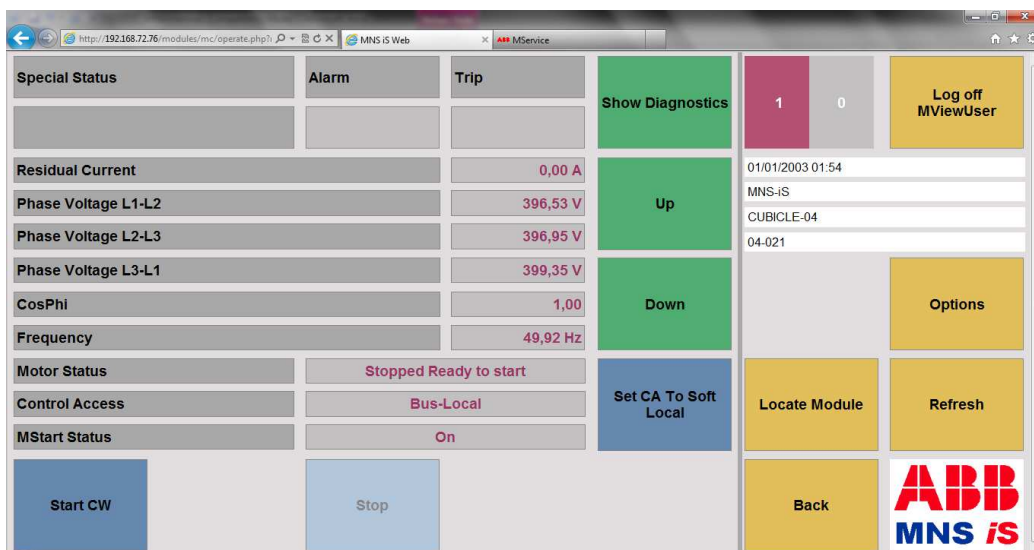 http://192.168.72.76/modules/mc/operate.php?
MNS iS Web
ABB MService
Special Status
Alarm
Trip
Show Diagnostics
1
0
Log off
MViewUser
Residual Current
0,00 A
Phase Voltage L1-L2
396,53 V
Phase Voltage L2-L3
396,95 V
Phase Voltage L3-L1
399,35 V
CosPhi
1,00
Frequency
49,92 Hz
Up
Down
01/01/2003 01:54
MNS-iS
CUBICLE-04
04-021
Options
Motor Status
Stopped Ready to start
Control Access
Bus-Local
MStart Status
On
Set CA To Soft
Local
Locate Module
Refresh
Start CW
Stop
Back
ABB
MNS iS